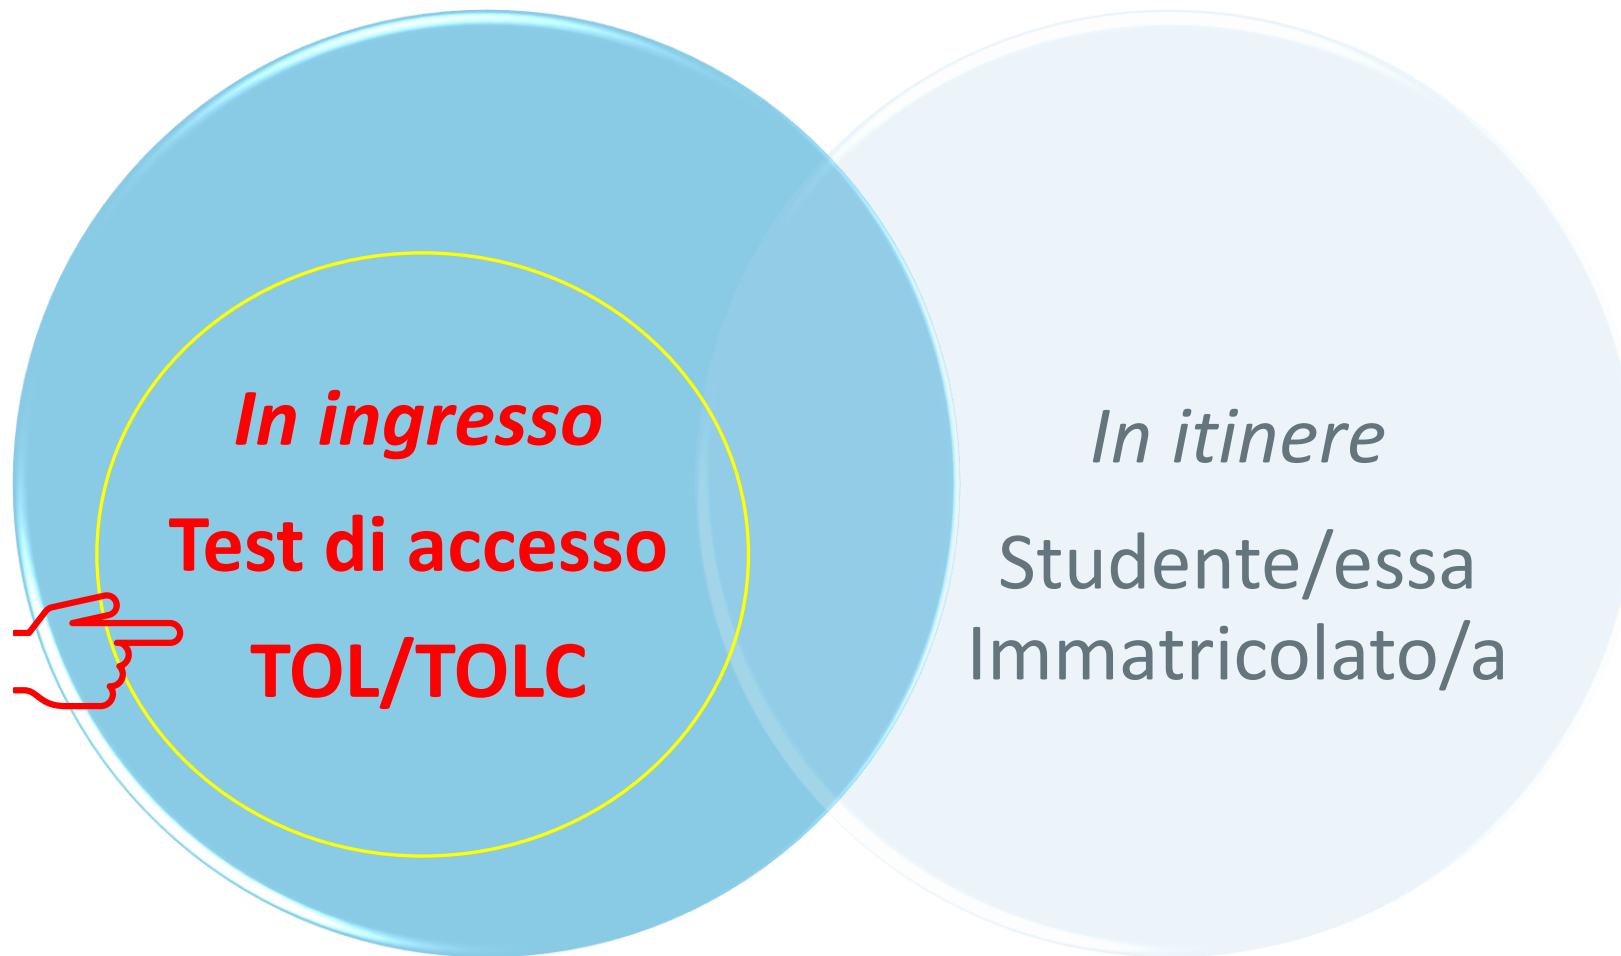 In ingresso
Test di accesso
TOL/TOLC
In itinere
Studente/essa
Immatricolato/a